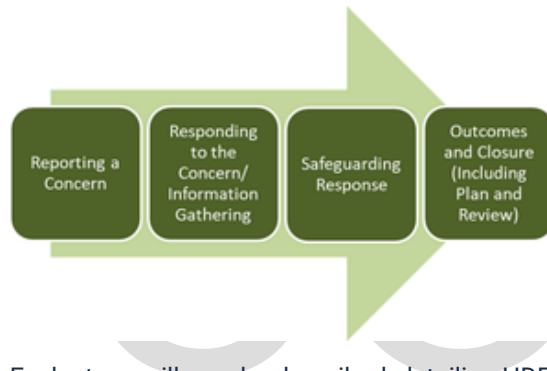 Reporting a
Concern
Responding
to the
Concern/
Information
Gathering
Safeguarding
Response
Outcomes
and Closure
(Including
Plan and
Review)